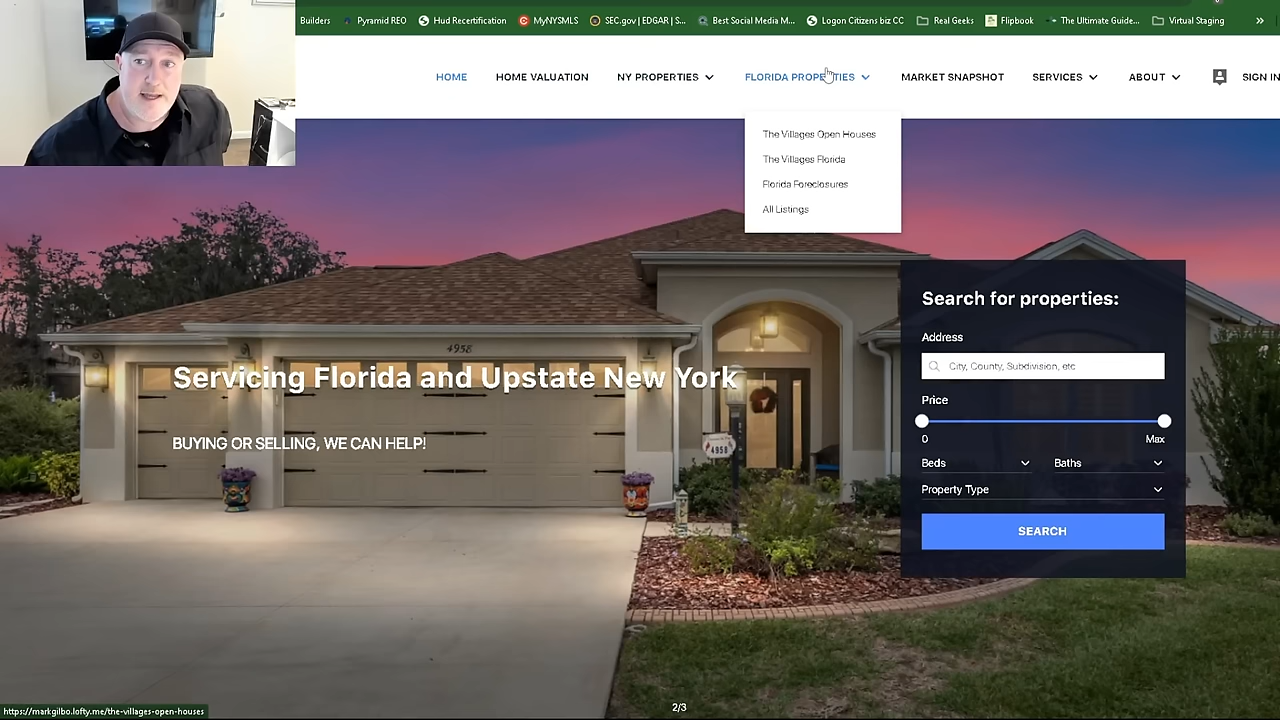 Builders Pyramid REO Hud Recertification MyNYSMLS SEC.gov | EDGAR | S... Best Social Media M... Logon Citizens biz CC Real Geeks Flipbook The Ultimate Guide... Virtual Staging »
HOME HOME VALUATION NY PROPERTIES FLORIDA PROPERTIES MARKET SNAPSHOT SERVICES ABOUT SIGN IN
The Villages Open Houses
The Villages Florida
Florida Foreclosures
All Listings
Search for properties:
Address
City, County, Subdivision, etc
Price
0 Max
Beds Baths
Property Type
SEARCH
4958
Servicing Florida and Upstate New York
BUYING OR SELLING, WE CAN HELP!
4958
https://markgilbo.lofty.me/the-villages-open-houses
2/3